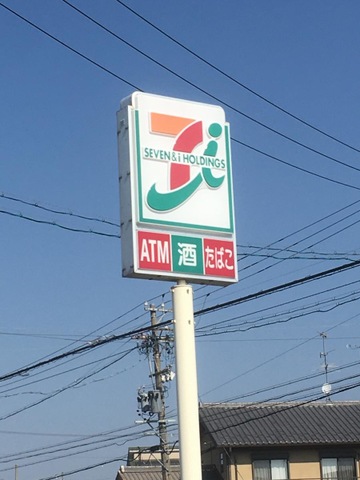 SEVEN & i HOLDINGS
ATM 酒 たばこ